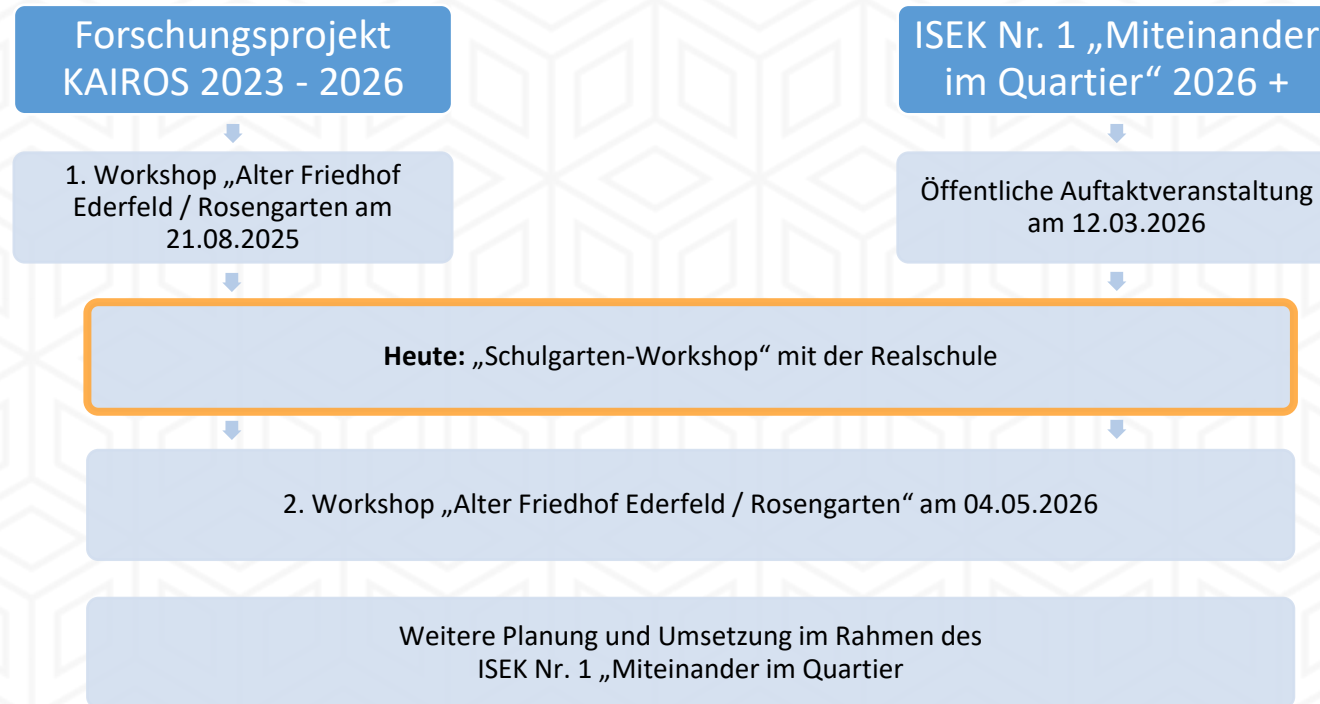 Forschungsprojekt
KAIROS 2023 - 2026
ISEK Nr. 1 „Miteinander
im Quartier“ 2026 +
1. Workshop „Alter Friedhof
Ederfeld / Rosengarten am
21.08.2025
Öffentliche Auftaktveranstaltung
am 12.03.2026
Heute: „Schulgarten-Workshop“ mit der Realschule
2. Workshop „Alter Friedhof Ederfeld / Rosengarten“ am 04.05.2026
Weitere Planung und Umsetzung im Rahmen des
ISEK Nr. 1 „Miteinander im Quartier